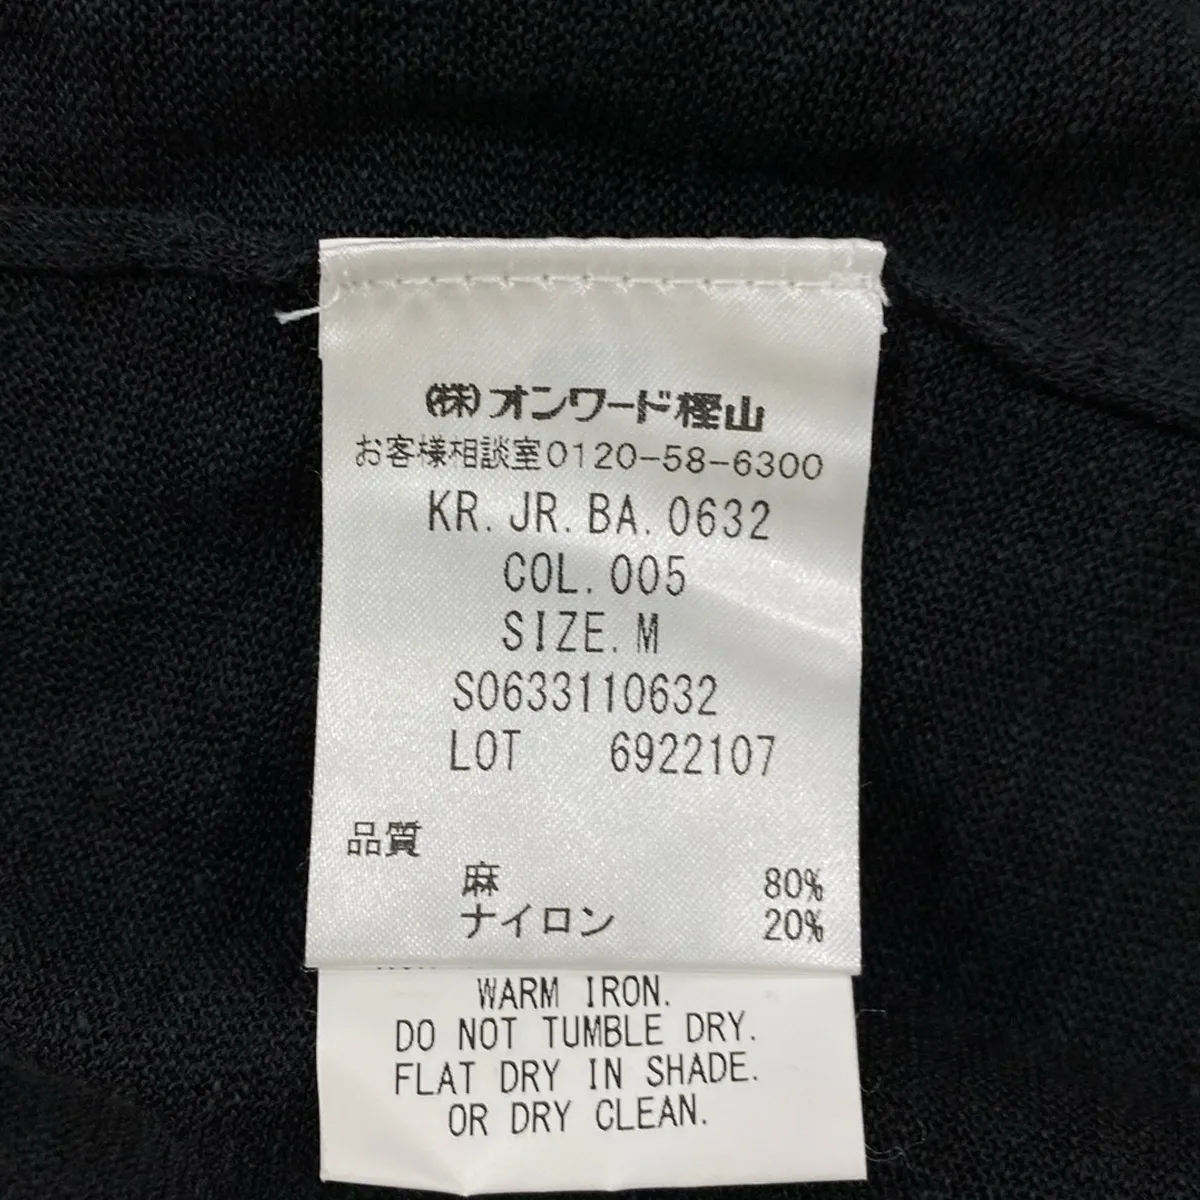 (株)オンワード樫山
お客様相談室0120-58-6300
KR.JR.BA.0632
COL.005
SIZE.M
S0633110632
LOT 6922107
品質
麻 80%
ナイロン 20%
WARM IRON.
DO NOT TUMBLE DRY.
FLAT DRY IN SHADE.
OR DRY CLEAN.